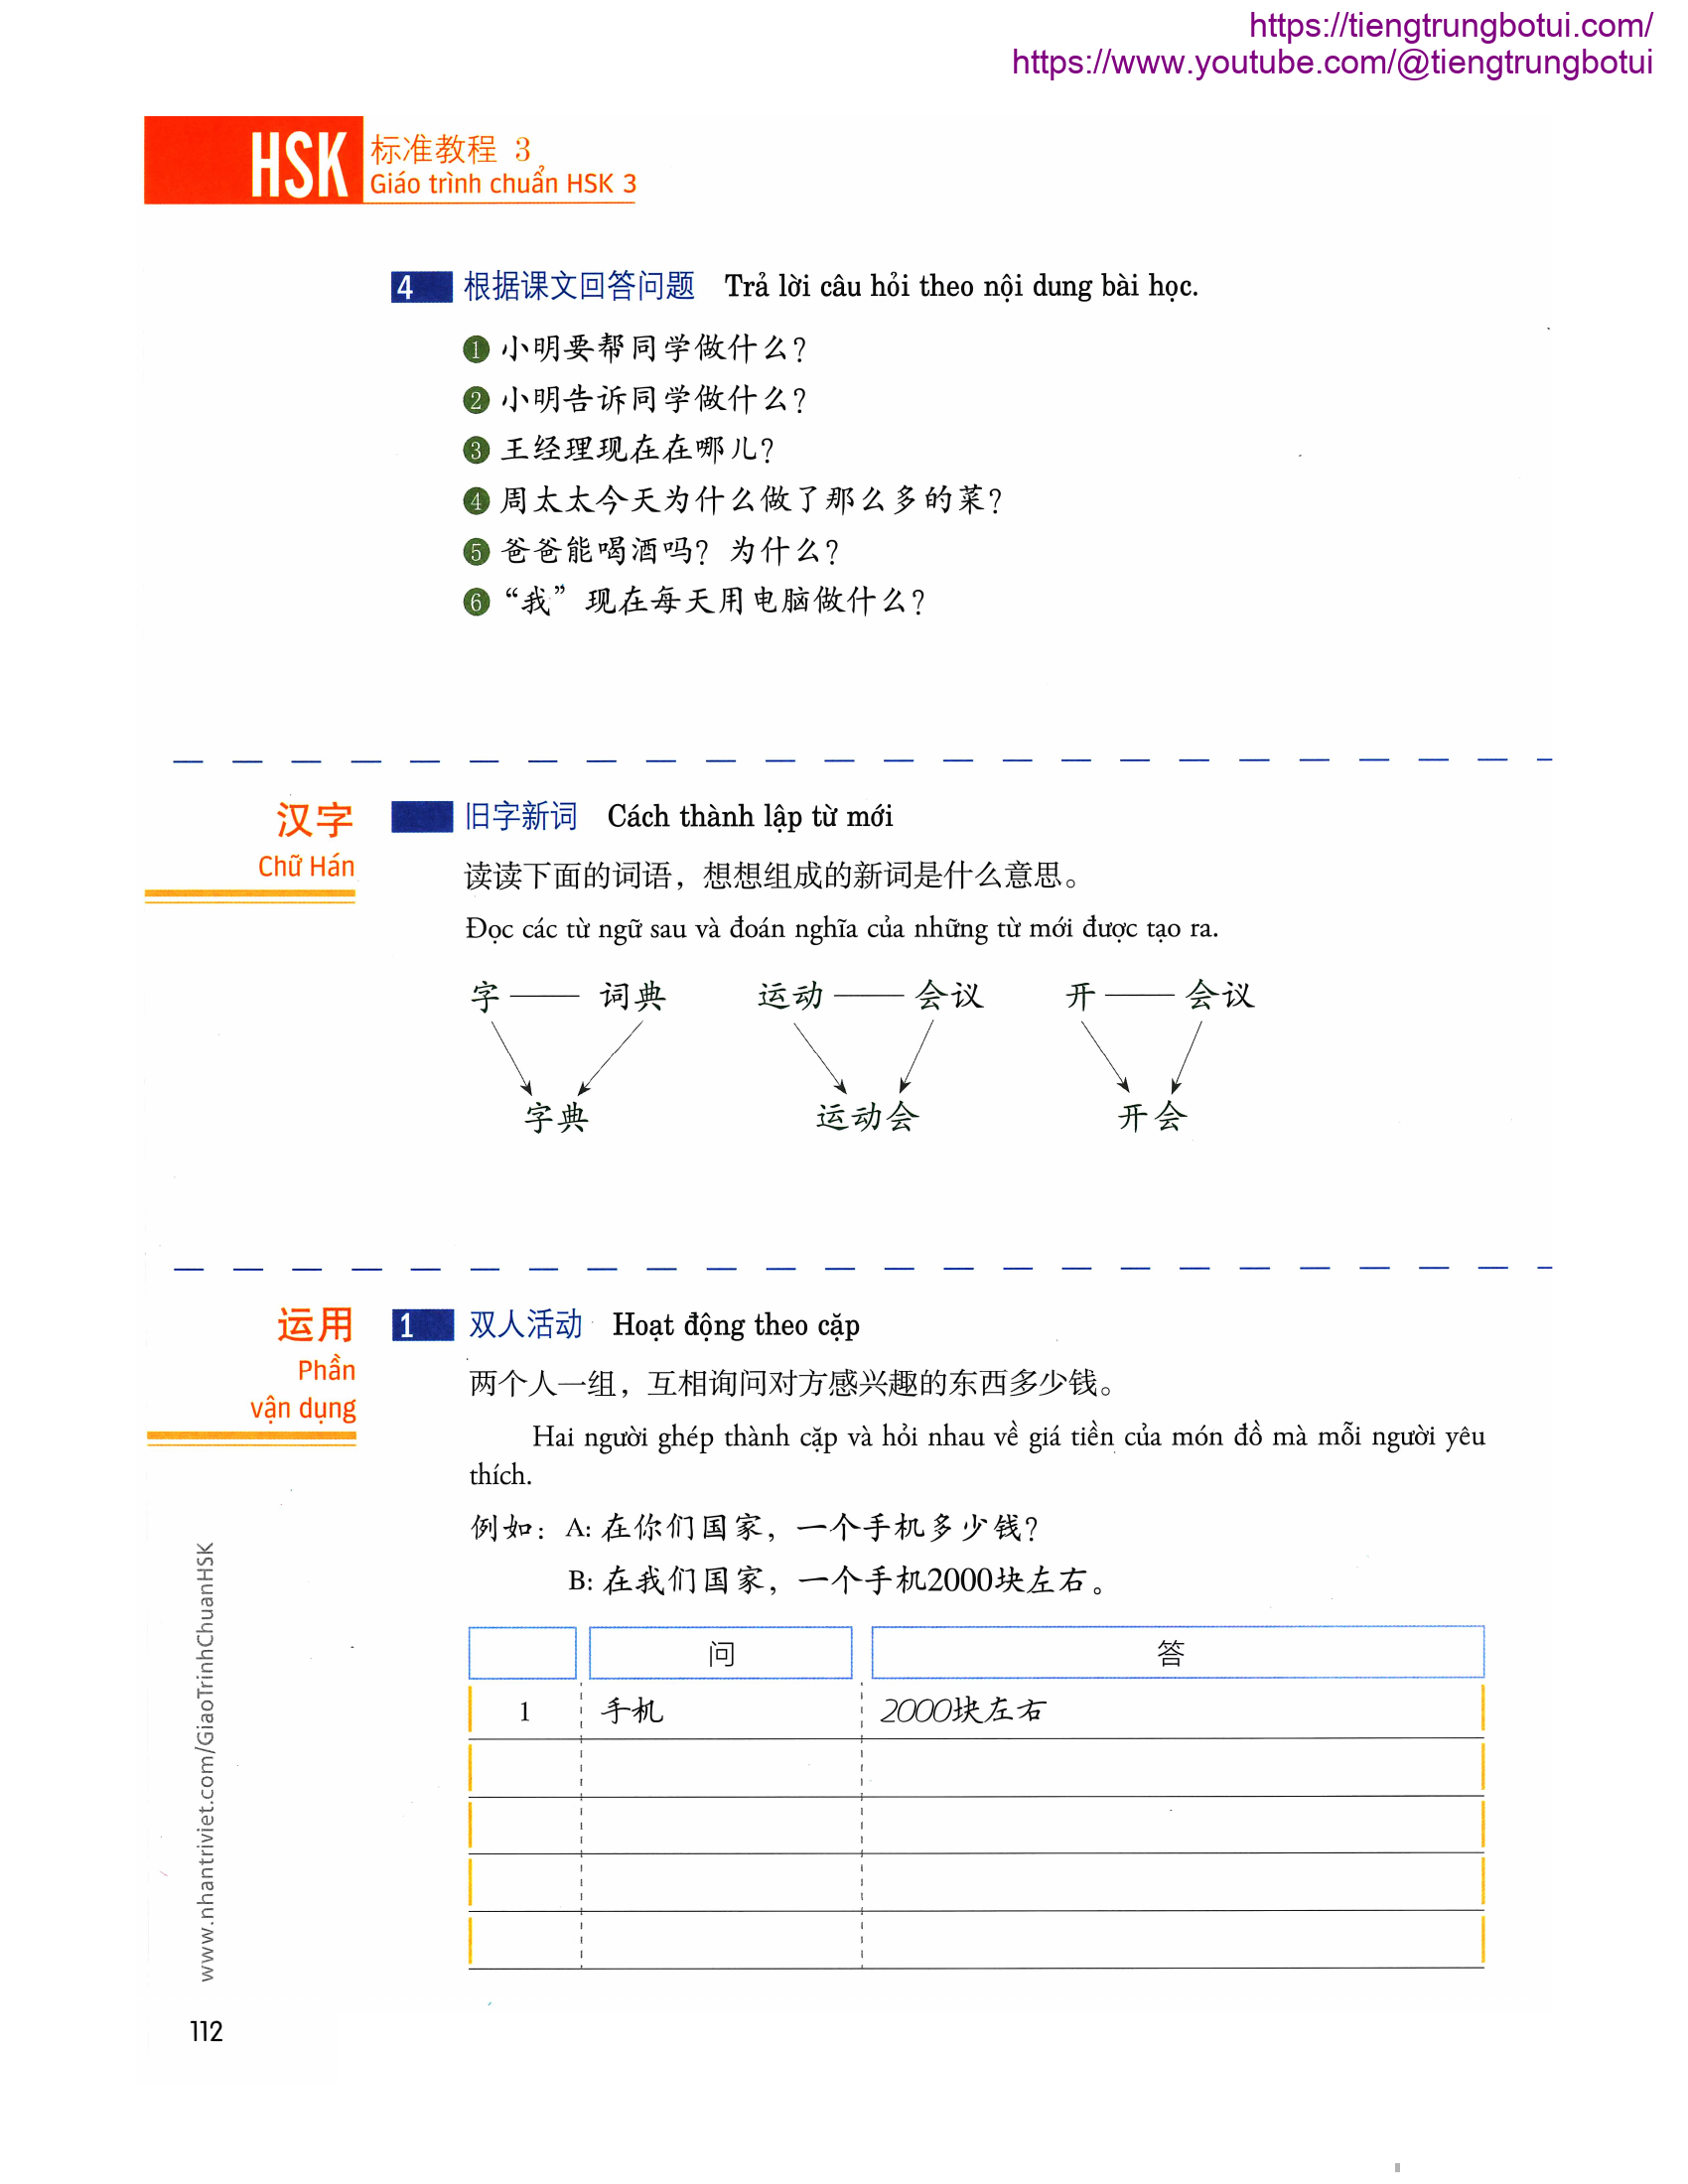 https://tiengtrungbotui.com/
https://www.youtube.com/@tiengtrungbotui
HSK 标准教程 3
Giáo trình chuẩn HSK 3
4 根据课文回答问题 Trả lời câu hỏi theo nội dung bài học.
1 小明要帮同学做什么?
2 小明告诉同学做什么?
3 王经理现在在哪儿?
4 周太太今天为什么做了那么多的菜?
5 爸爸能喝酒吗? 为什么?
6 “我”现在每天用电脑做什么?
汉字
Chữ Hán
旧字新词 Cách thành lập từ mới
读读下面的词语，想想组成的新词是什么意思。
Đọc các từ ngữ sau và đoán nghĩa của những từ mới được tạo ra.
字 词典 运动 会议 开 会议
字典 运动会 开会
运用
Phần
vận dụng
1 双人活动 Hoạt động theo cặp
两个人一组，互相询问对方感兴趣的东西多少钱。
Hai người ghép thành cặp và hỏi nhau về giá tiền của món đồ mà mỗi người yêu
thích.
例如：A: 在你们国家，一个手机多少钱?
B: 在我们国家，一个手机2000块左右。
问 答
1 手机 2000块左右
www.nhantriviet.com/GiaoTrinhChuanHSK
112